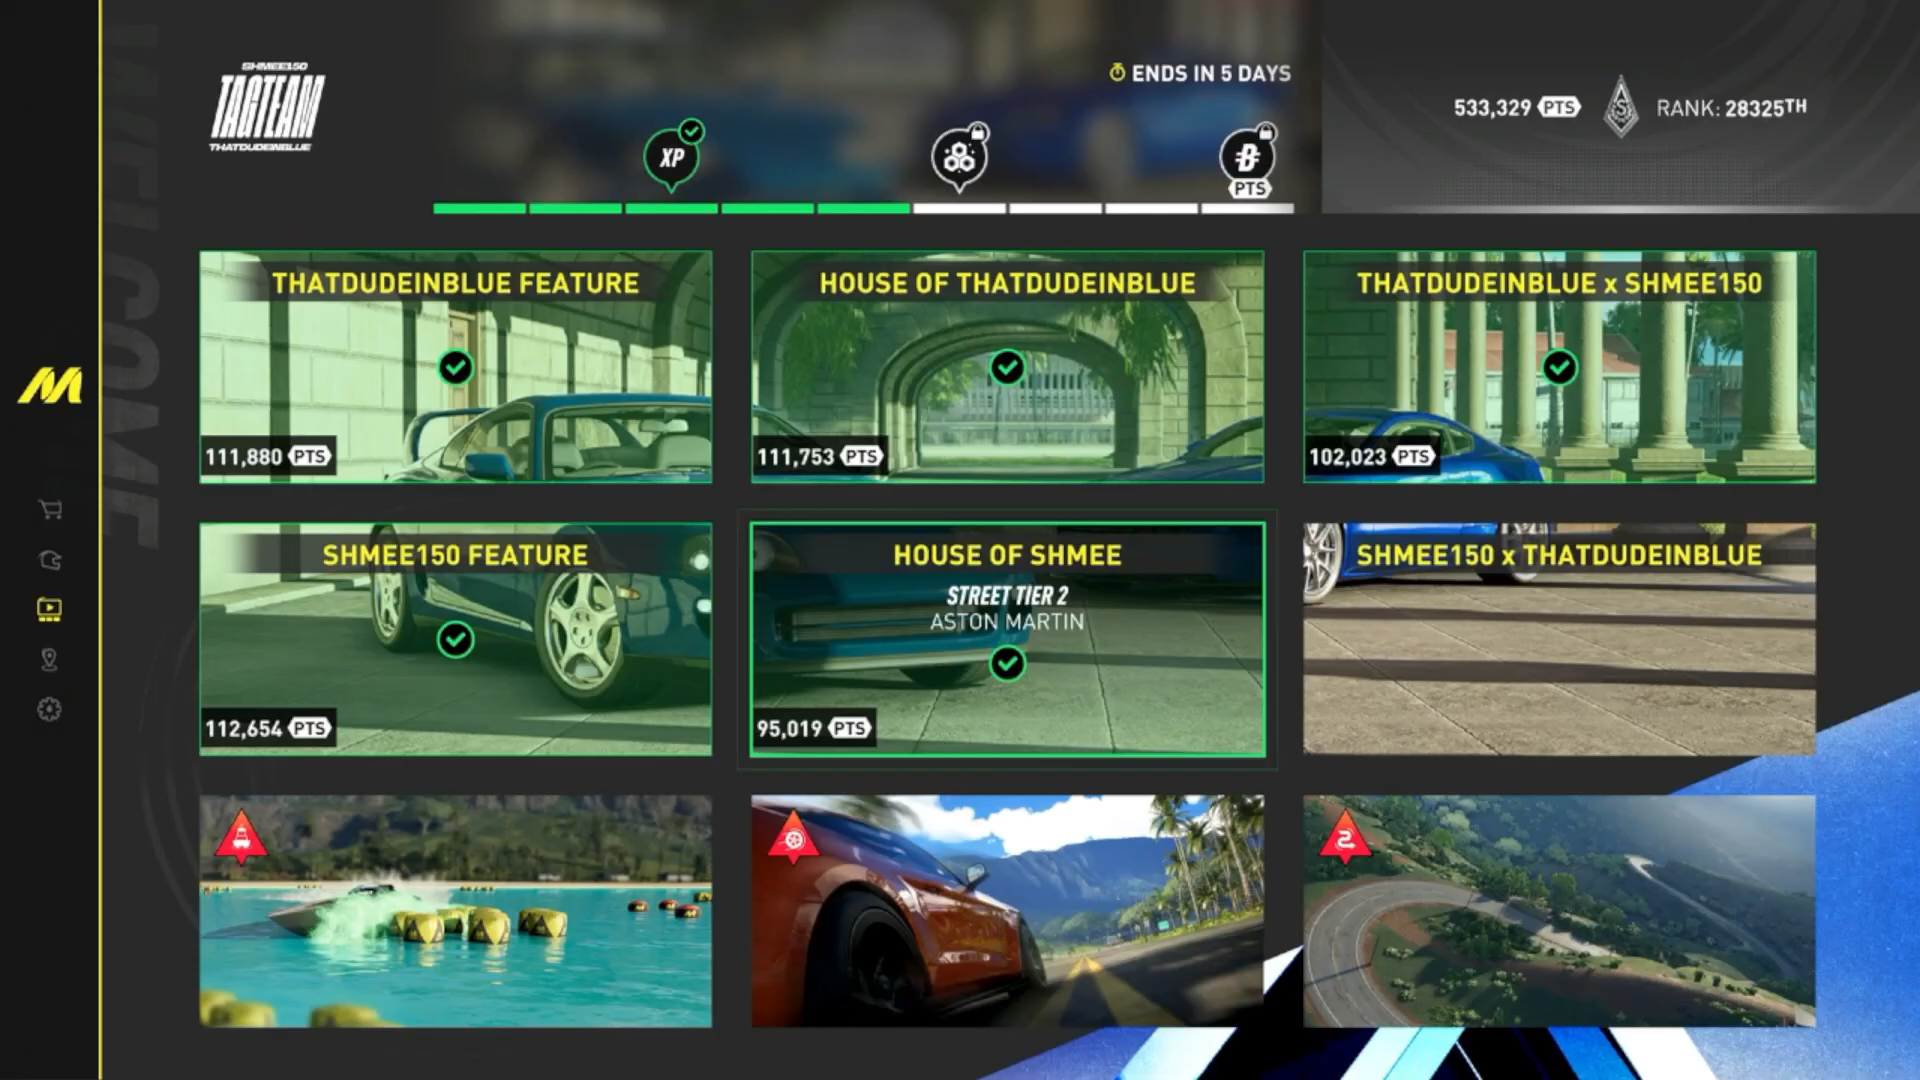 SHMEE150
TAGTEAM
THATDUDEINBLUE
ENDS IN 5 DAYS
533,329 PTS
RANK: 28325TH
XP
PTS
THATDUDEINBLUE FEATURE
111,880 PTS
HOUSE OF THATDUDEINBLUE
111,753 PTS
THATDUDEINBLUE x SHMEE150
102,023 PTS
SHMEE150 FEATURE
112,654 PTS
HOUSE OF SHMEE
STREET TIER 2
ASTON MARTIN
95,019 PTS
SHMEE150 x THATDUDEINBLUE